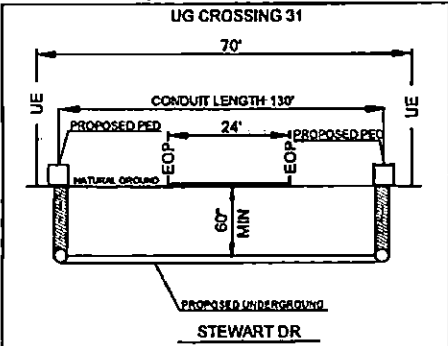 UG CROSSING 31
70'
UE
UE
CONDUIT LENGTH 130'
PROPOSED PED
24'
PROPOSED PED
EOP
EOP
NATURAL GROUND
60" MIN
PROPOSED UNDERGROUND
STEWART DR